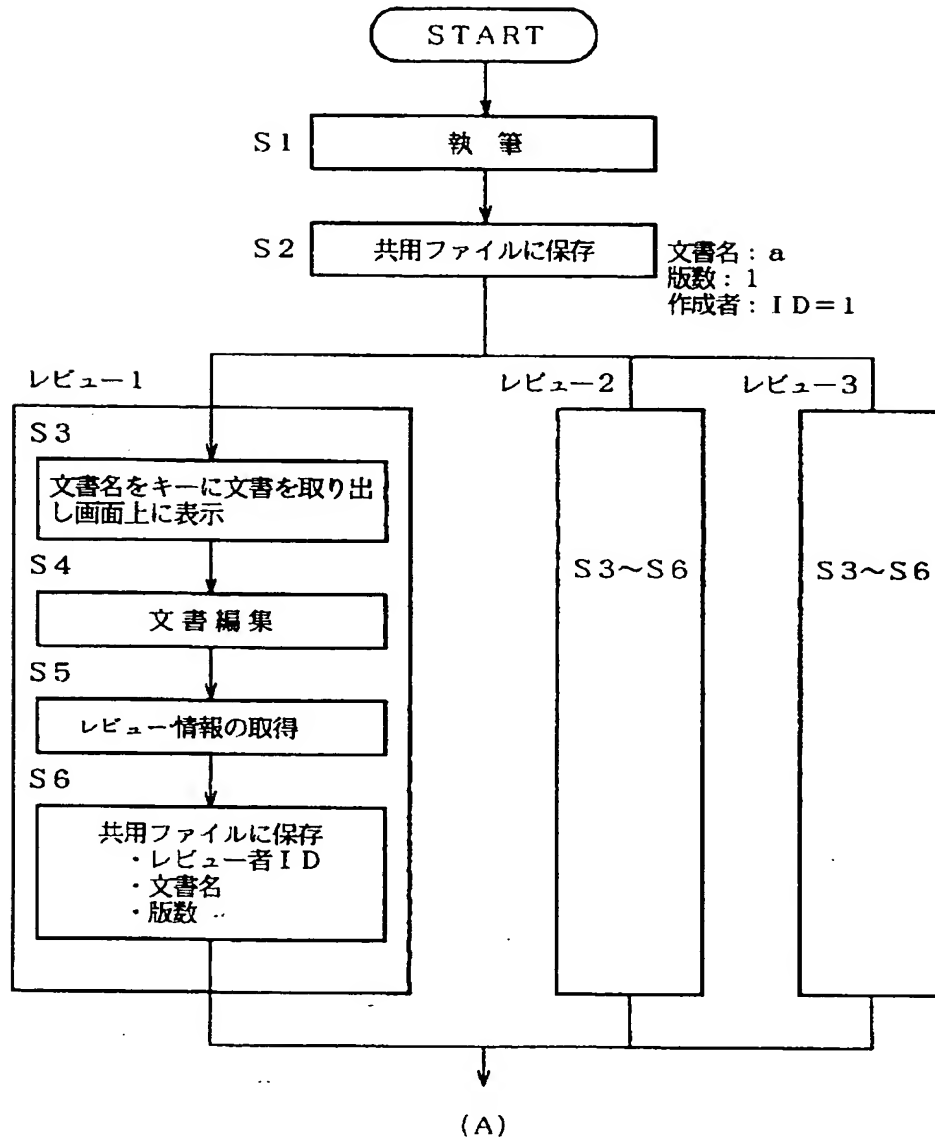 START
S1
執筆
S2
共用ファイルに保存
文書名：a
版数：1
作成者：ID=1
レビュー1
レビュー2
レビュー3
S3
文書名をキーに文書を取り出
し画面上に表示
S4
文書編集
S5
レビュー情報の取得
S6
共用ファイルに保存
・レビュー者ID
・文書名
・版数
S3～S6
S3～S6
(A)